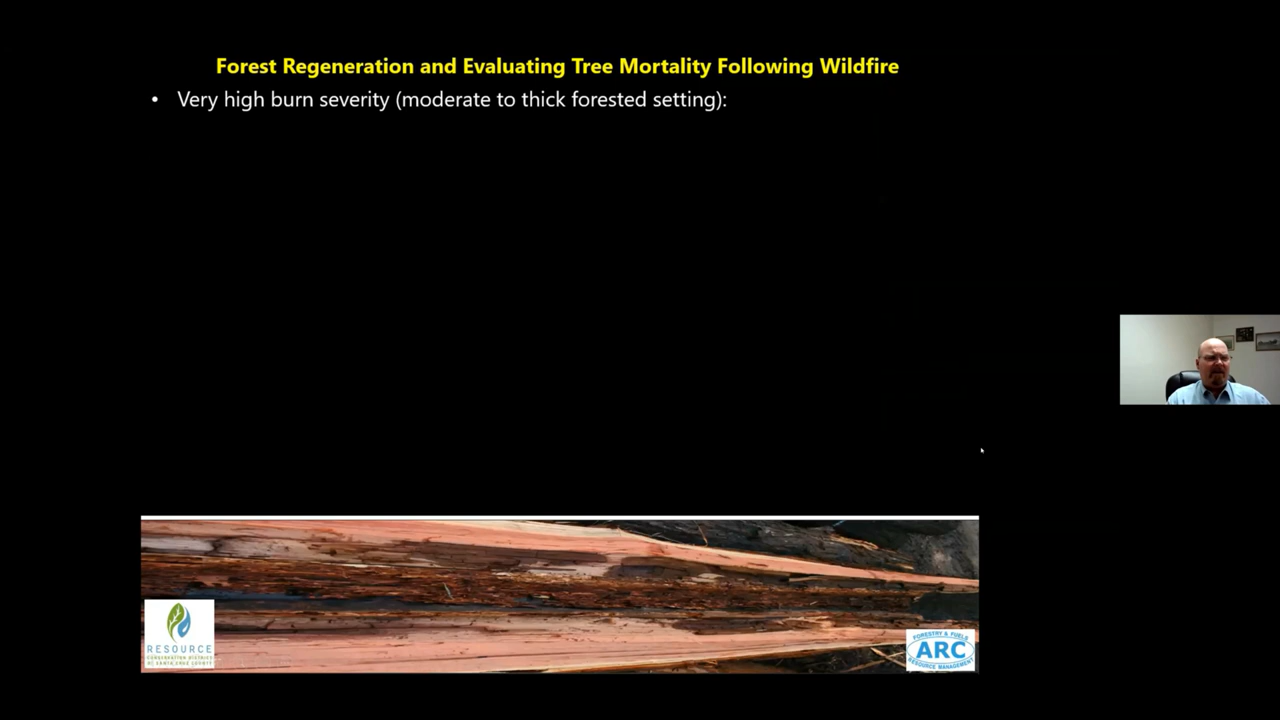 Forest Regeneration and Evaluating Tree Mortality Following Wildfire
• Very high burn severity (moderate to thick forested setting):
RESOURCE
CONSERVATION DISTRICT
OF SANTA CRUZ COUNTY
FORESTRY & FUELS
ARC
RESOURCE MANAGEMENT